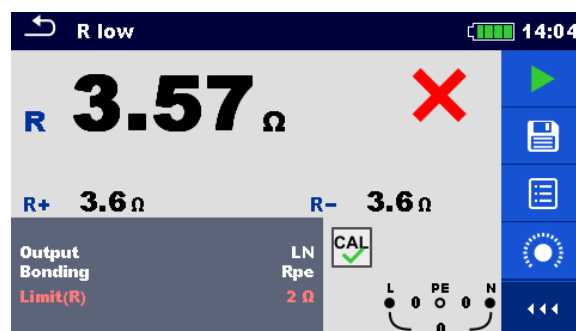 R low 14:04
R 3.57 Ω
R+ 3.6 Ω R- 3.6 Ω
Output LN
Bonding Rpe
Limit(R) 2 Ω
CAL
L PE N
0 0
0